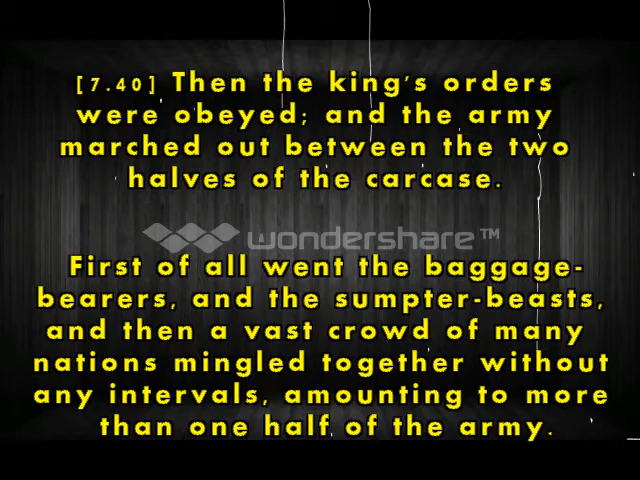 [7.40] Then the king's orders
were obeyed; and the army
marched out between the two
halves of the carcase.
wondershare™
First of all went the baggage-
bearers, and the sumpter-beasts,
and then a vast crowd of many
nations mingled together without
any intervals, amounting to more
than one half of the army.